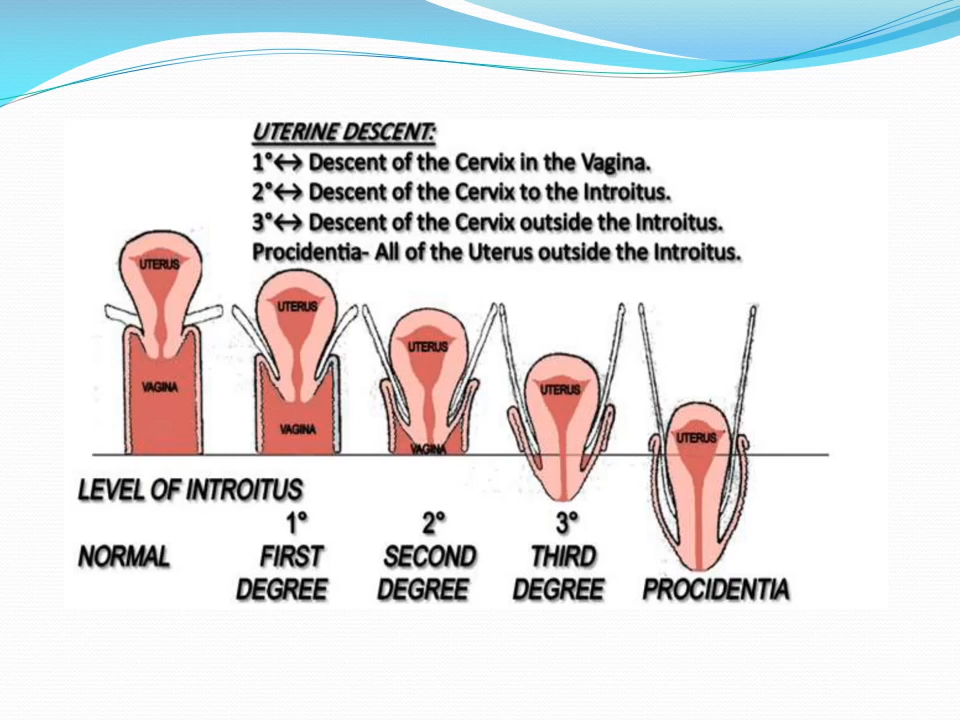 UTERINE DESCENT:
1°↔ Descent of the Cervix in the Vagina.
2°↔ Descent of the Cervix to the Introitus.
3°↔ Descent of the Cervix outside the Introitus.
Procidentia- All of the Uterus outside the Introitus.
UTERUS
VAGINA
UTERUS
VAGINA
UTERUS
VAGINA
UTERUS
UTERUS
LEVEL OF INTROITUS
NORMAL
1°
FIRST
DEGREE
2°
SECOND
DEGREE
3°
THIRD
DEGREE
PROCIDENTIA